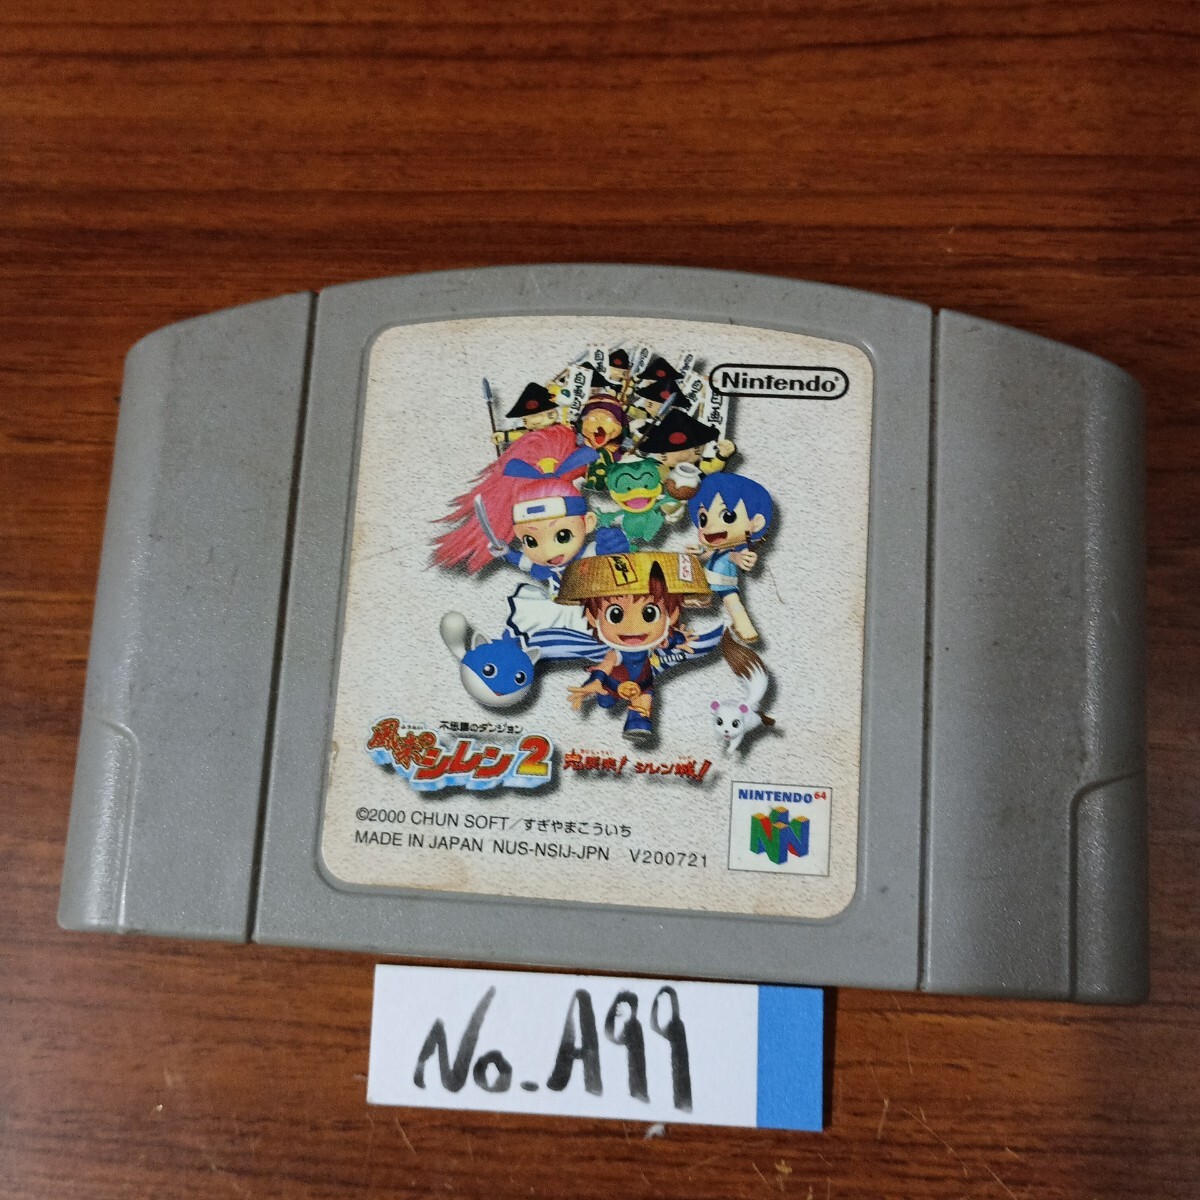 Nintendo®
不思議のダンジョン
風来のシレン2
鬼襲来!シレン城!
NINTENDO 64
©2000 CHUN SOFT/すぎやまこういち
MADE IN JAPAN NUS-NSIJ-JPN V200721
No.A99